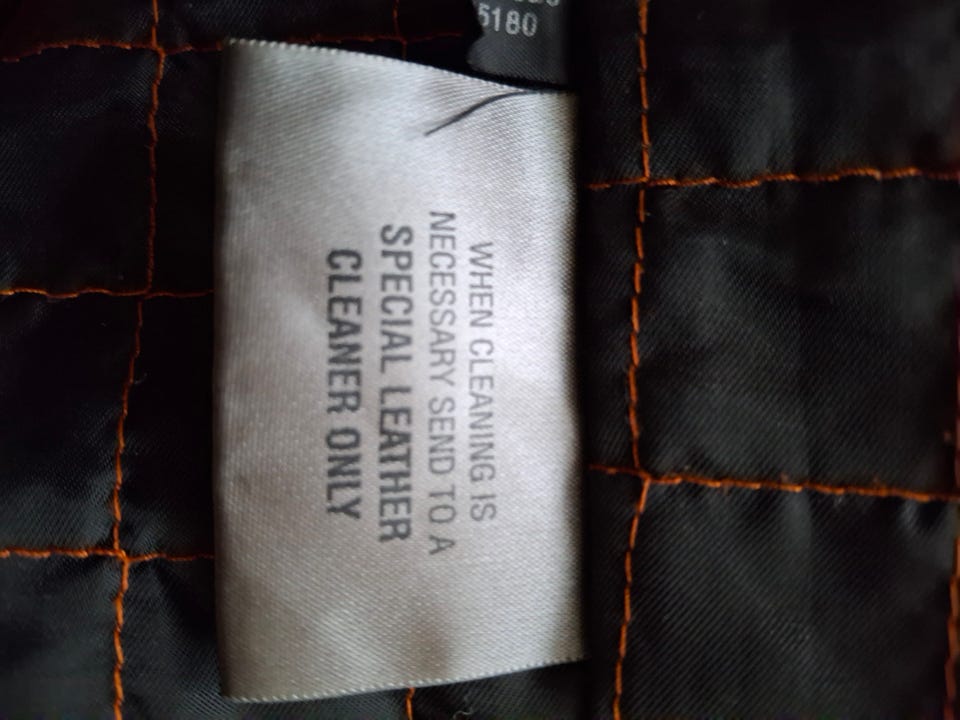 5180
WHEN CLEANING IS
NECESSARY SEND TO A
SPECIAL LEATHER
CLEANER ONLY